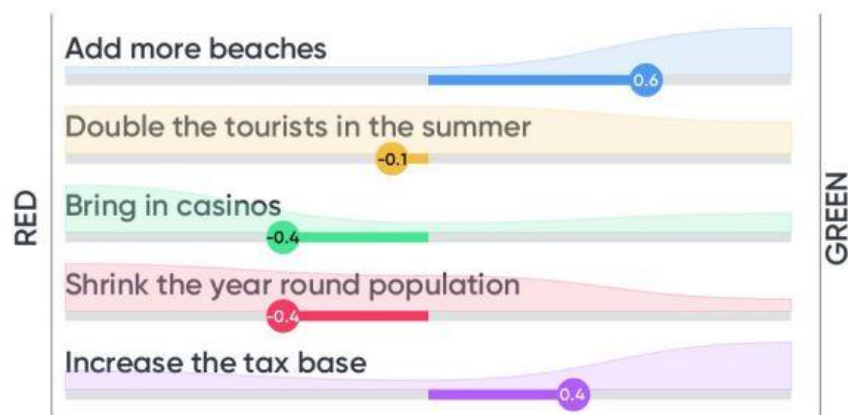 Add more beaches
0.6
Double the tourists in the summer
-0.1
Bring in casinos
-0.4
Shrink the year round population
-0.4
Increase the tax base
0.4
RED
GREEN